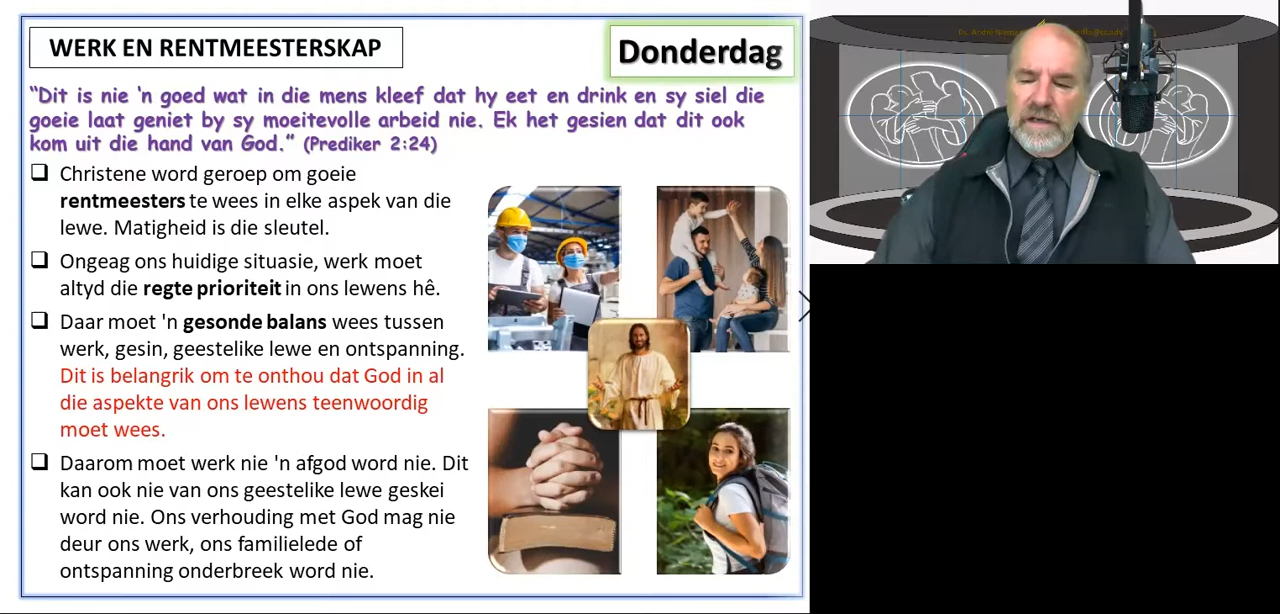 WERK EN RENTMEESTERSKAP
Donderdag
“Dit is nie ‘n goed wat in die mens kleef dat hy eet en drink en sy siel die
goeie laat geniet by sy moeitevolle arbeid nie. Ek het gesien dat dit ook
kom uit die hand van God.” (Prediker 2:24)
Christene word geroep om goeie
rentmeesters te wees in elke aspek van die
lewe. Matigheid is die sleutel.
Ongeag ons huidige situasie, werk moet
altyd die regte prioriteit in ons lewens hê.
Daar moet 'n gesonde balans wees tussen
werk, gesin, geestelike lewe en ontspanning.
Dit is belangrik om te onthou dat God in al
die aspekte van ons lewens teenwoordig
moet wees.
Daarom moet werk nie 'n afgod word nie. Dit
kan ook nie van ons geestelike lewe geskei
word nie. Ons verhouding met God mag nie
deur ons werk, ons familielede of
ontspanning onderbreek word nie.